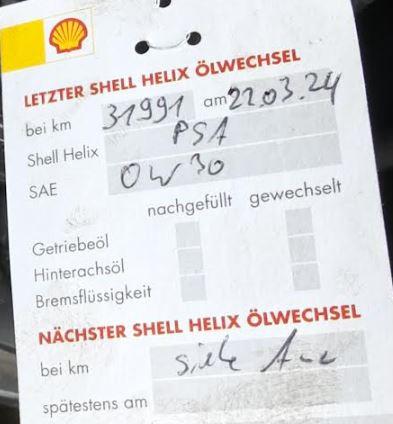 LETZTER SHELL HELIX ÖLWECHSEL
bei km 31991 am 22.03.24
Shell Helix PSA
SAE 0W30
nachgefüllt gewechselt
Getriebeöl
Hinterachsöl
Bremsflüssigkeit
NÄCHSTER SHELL HELIX ÖLWECHSEL
bei km siehe
spätestens am